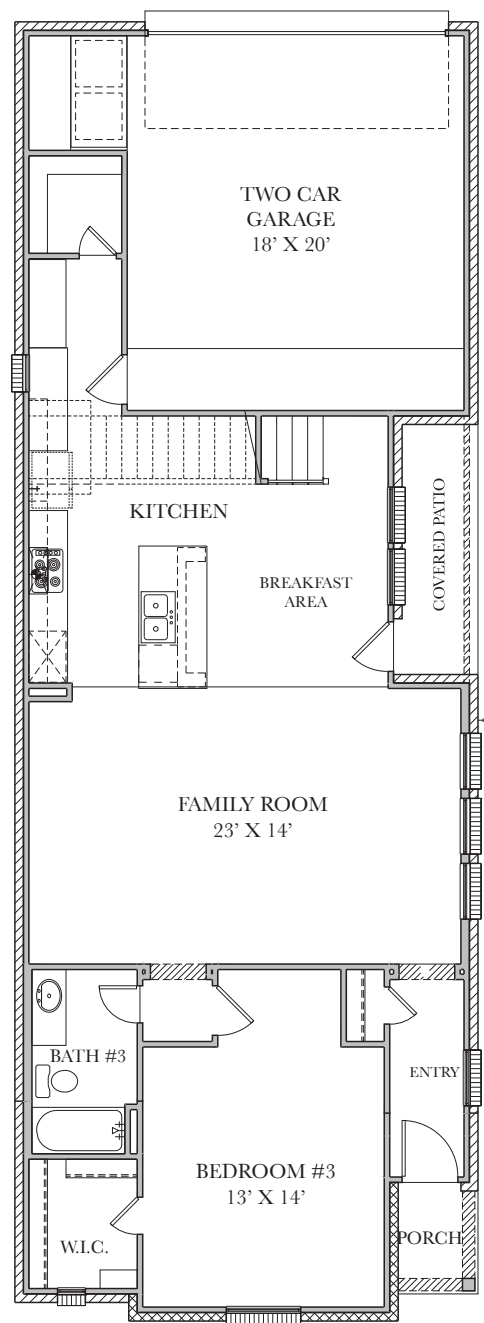 TWO CAR
GARAGE
18’ X 20’
KITCHEN
BREAKFAST
AREA
COVERED PATIO
FAMILY ROOM
23’ X 14’
BATH #3
ENTRY
BEDROOM #3
13’ X 14’
W.I.C.
PORCH